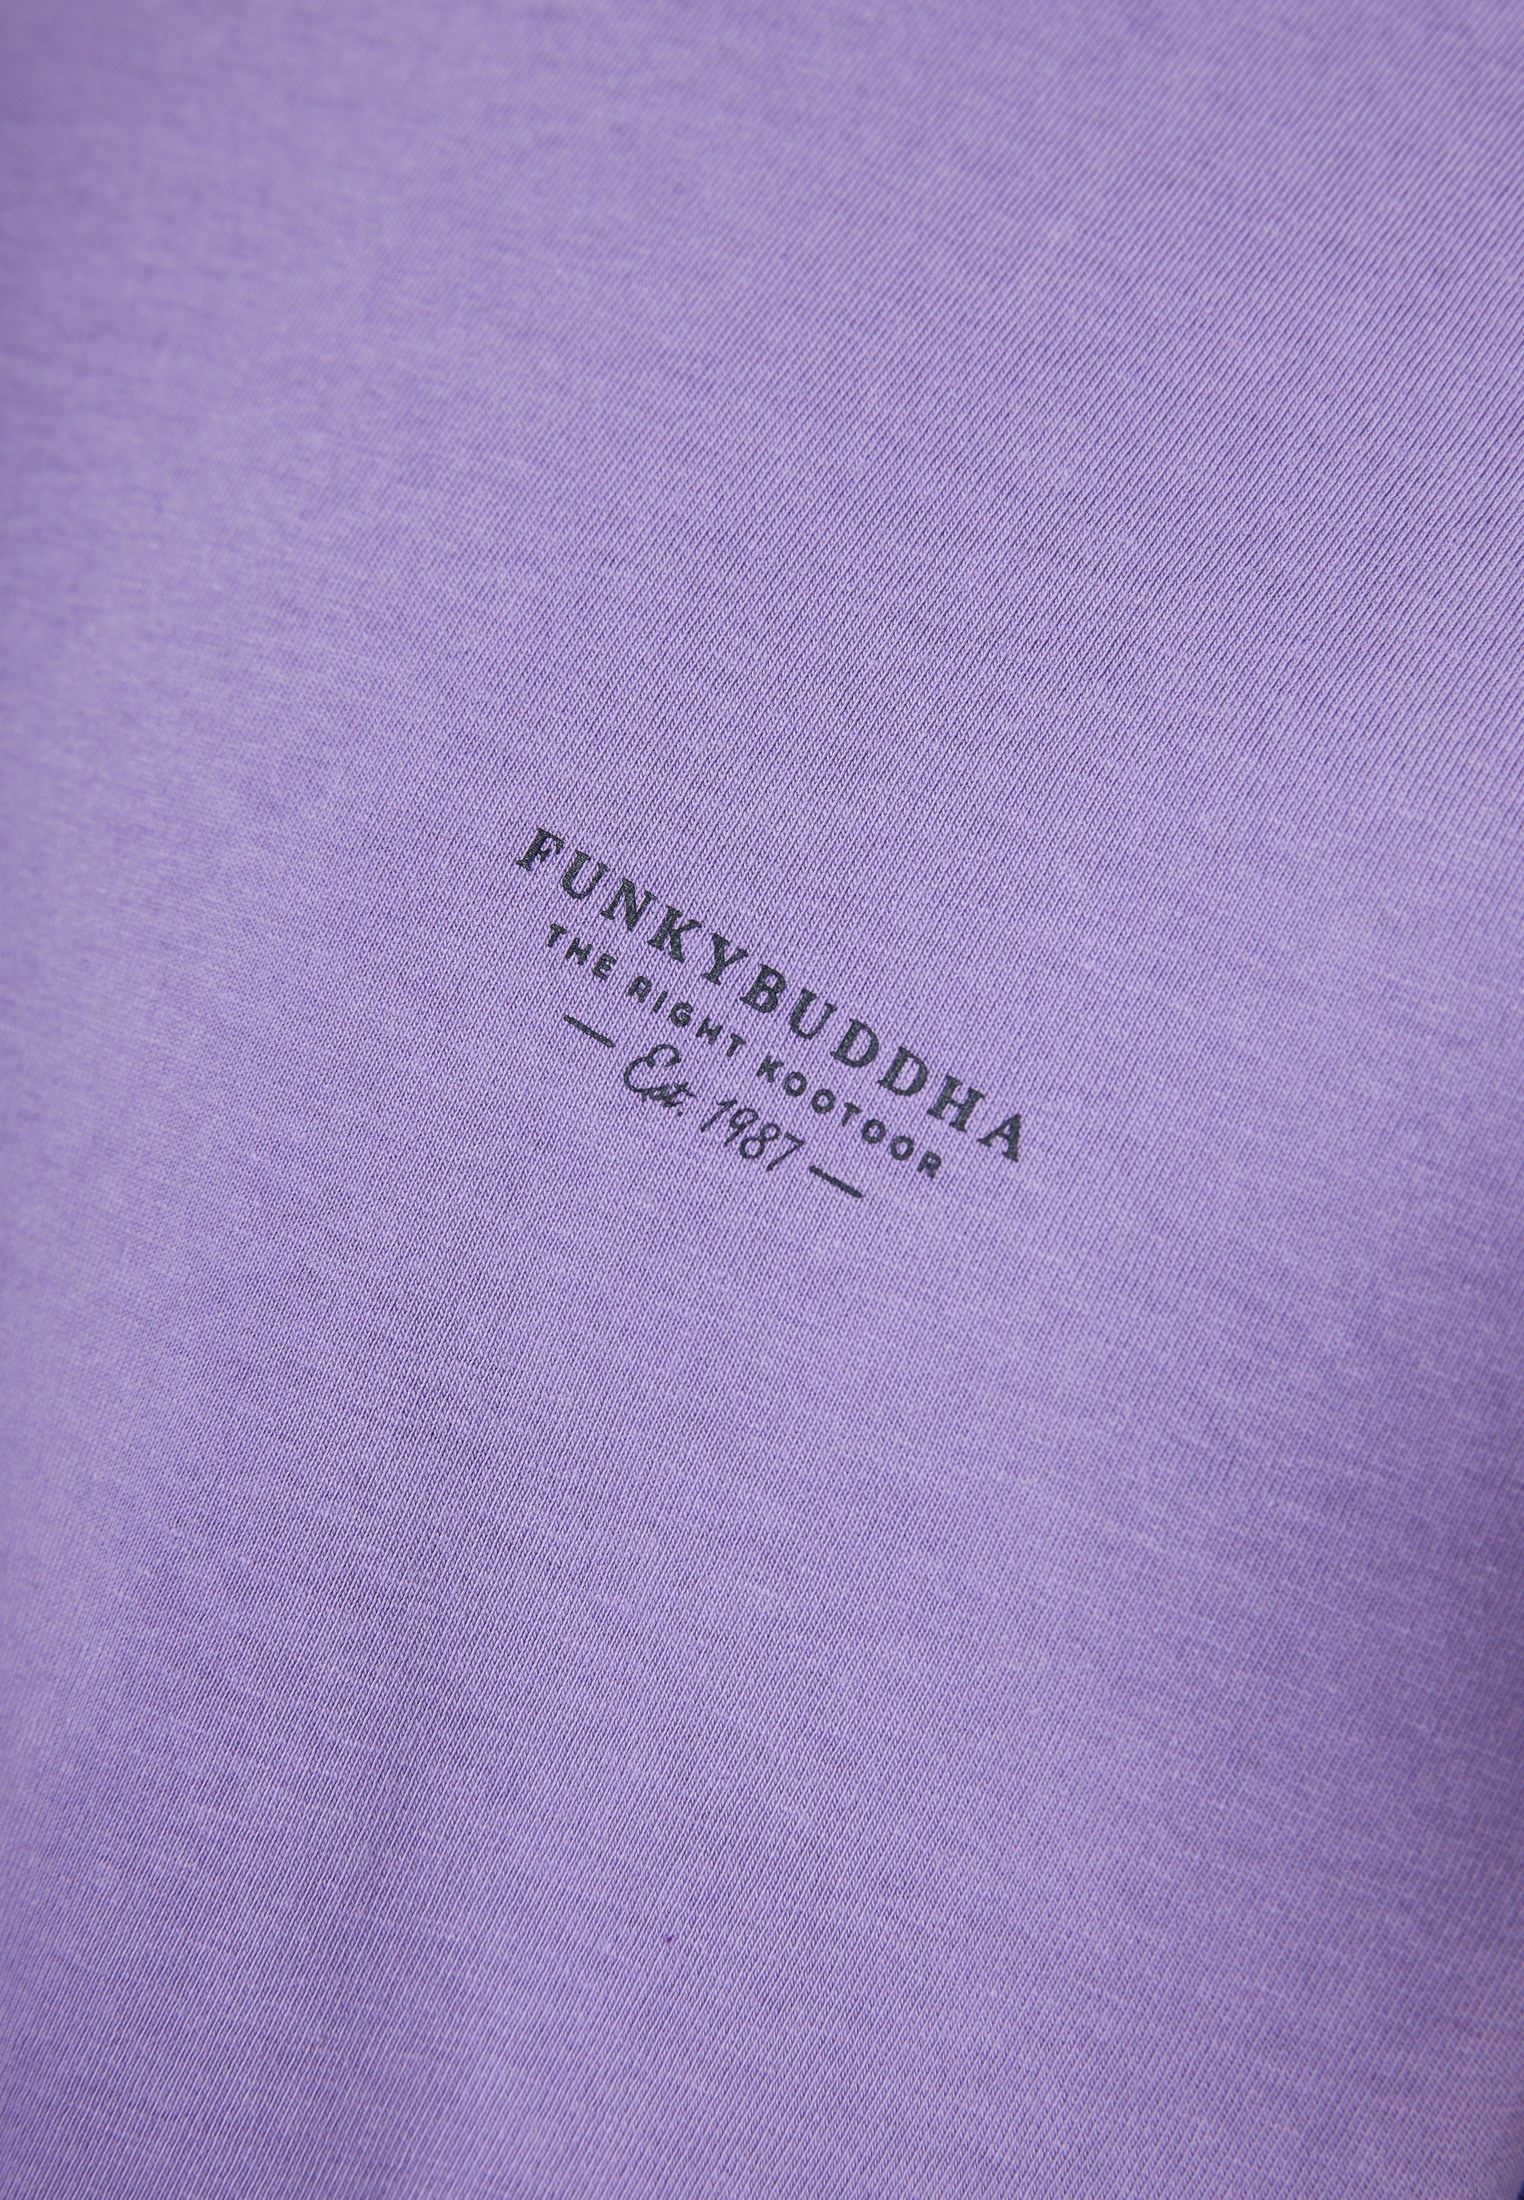 FUNKYBUDDHA
THE RIGHT KOOTOOR
— Est. 1987 —